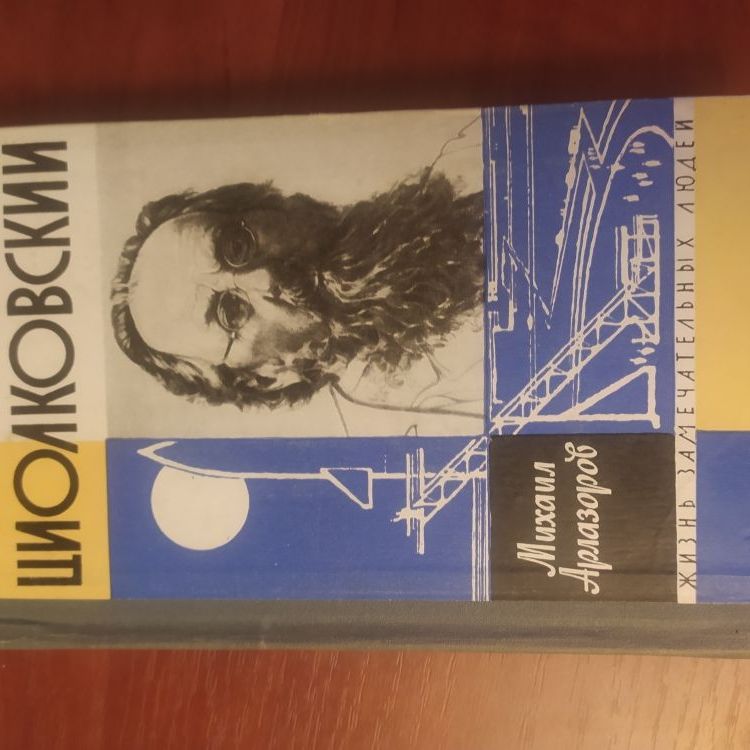 ЦИОЛКОВСКИЙ
Михаил
Арлазоров
ЖИЗНЬ ЗАМЕЧАТЕЛЬНЫХ ЛЮДЕЙ